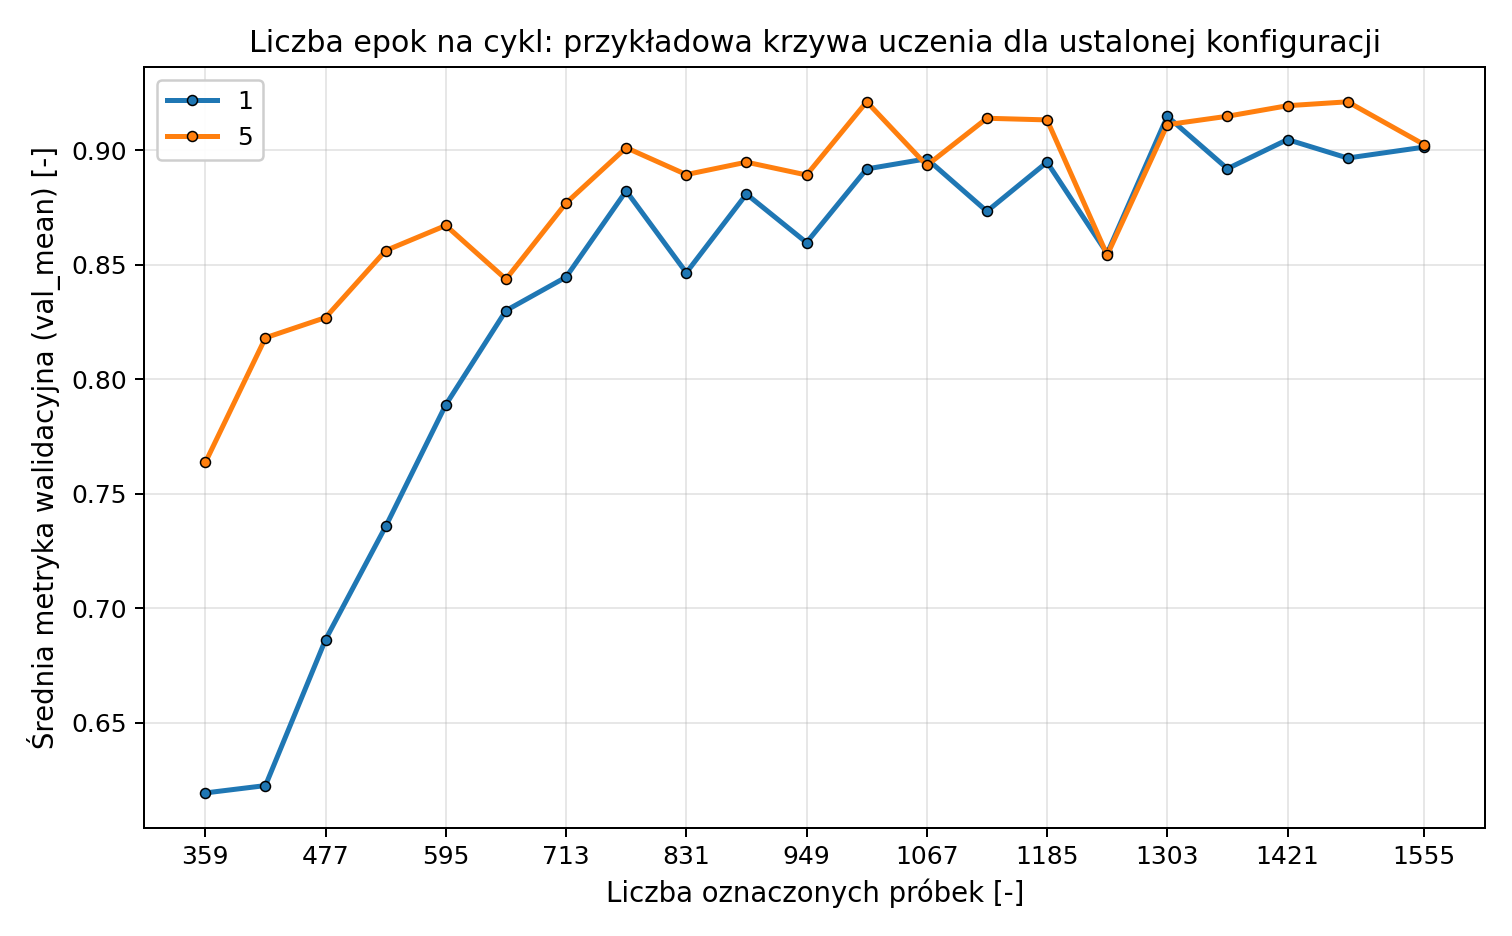 Liczba epok na cykl: przykładowa krzywa uczenia dla ustalonej konfiguracji
1
5
Średnia metryka walidacyjna (val_mean) [-]
0.90
0.85
0.80
0.75
0.70
0.65
359 477 595 713 831 949 1067 1185 1303 1421 1555
Liczba oznaczonych próbek [-]